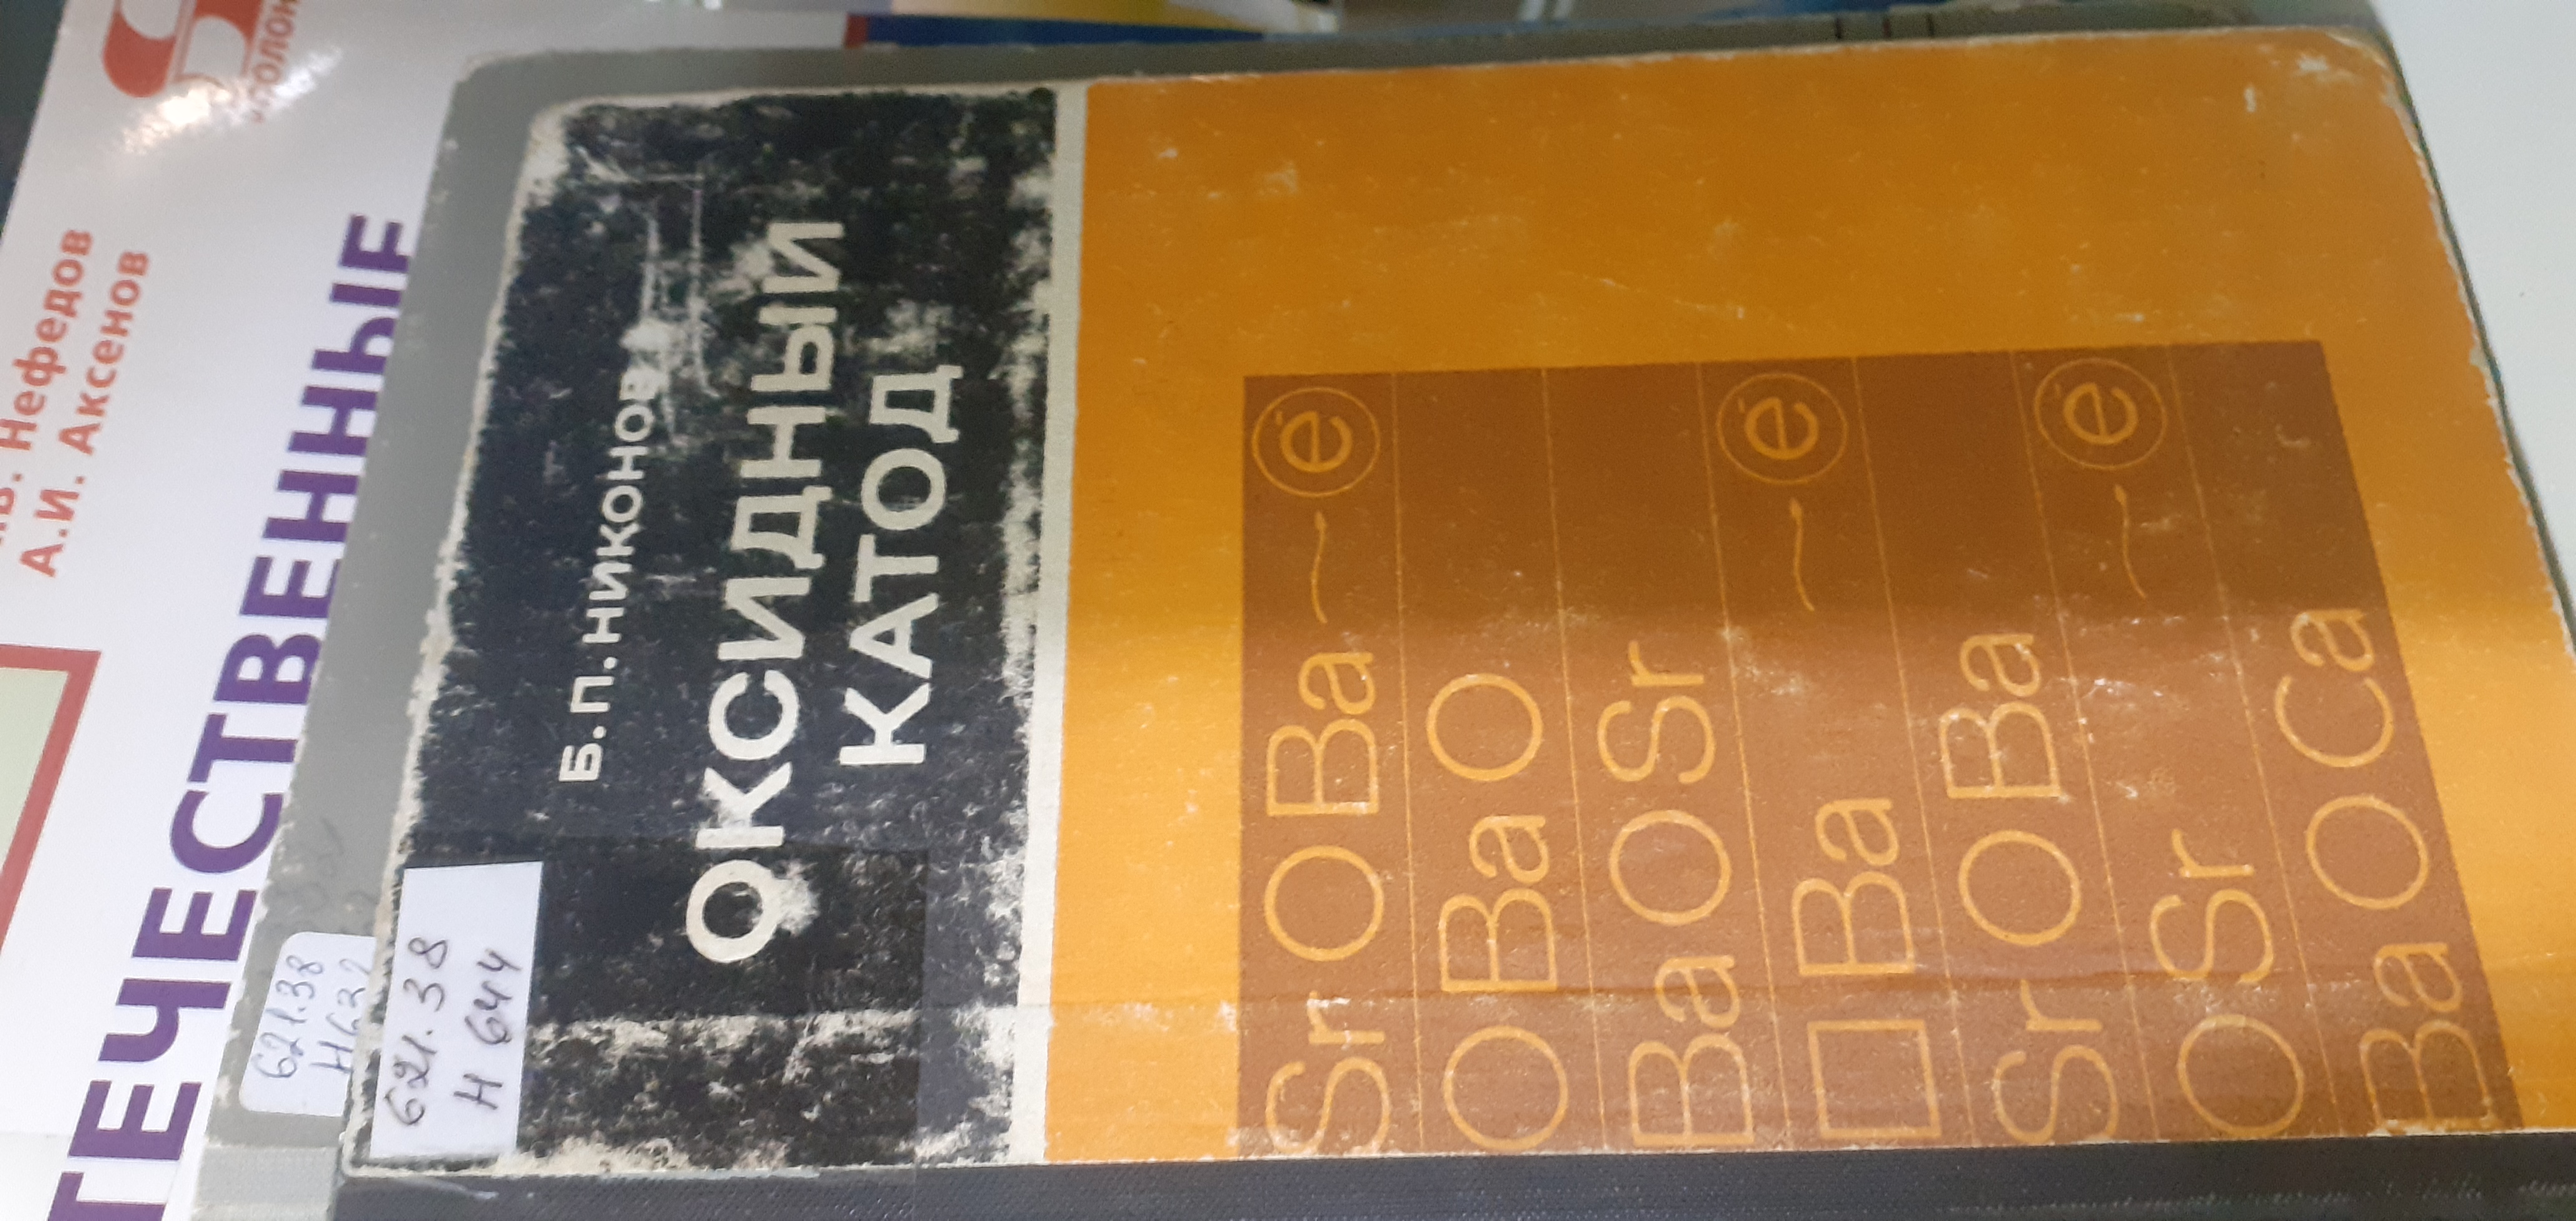 Б.П. НИКОНОВ
ОКСИДНЫЙ
КАТОД
621.38
Н 644
Sr O Ba é
O Ba O
Ba O Sr
Ba é
Sr O Ba
O Sr é
Ba O Ca
621.38
Нефедов
А.И. Аксенов
ТЕЧЕСТВЕННЫЕ